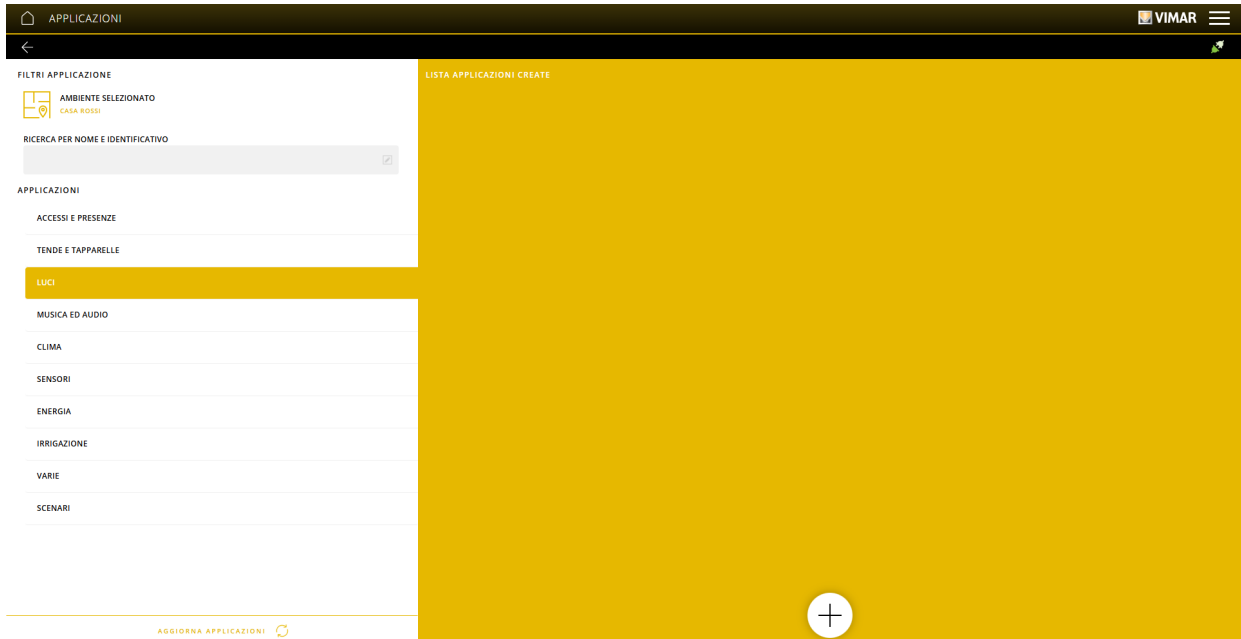 APPLICAZIONI
VIMAR
FILTRI APPLICAZIONE
LISTA APPLICAZIONI CREATE
AMBIENTE SELEZIONATO
CASA ROSSI
RICERCA PER NOME E IDENTIFICATIVO
APPLICAZIONI
ACCESSI E PRESENZE
TENDE E TAPPARELLE
LUCI
MUSICA ED AUDIO
CLIMA
SENSORI
ENERGIA
IRRIGAZIONE
VARIE
SCENARI
AGGIORNA APPLICAZIONI